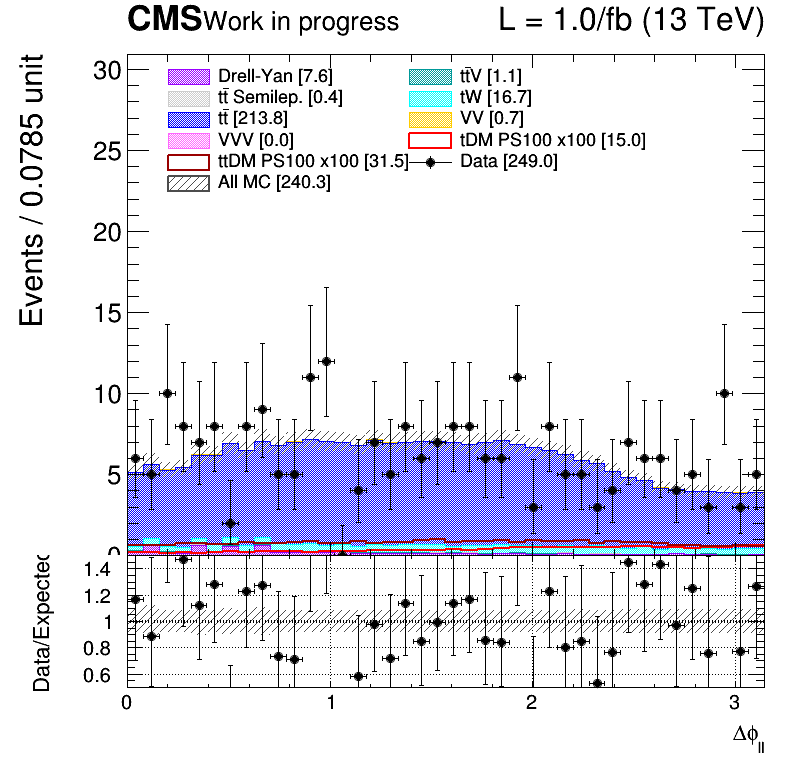 CMS Work in progress L = 1.0/fb (13 TeV)
Events / 0.0785 unit
30
25
20
15
10
5
0
Drell-Yan [7.6] tt̄V [1.1]
tt̄ Semilep. [0.4] tW [16.7]
tt̄ [213.8] VV [0.7]
VVV [0.0] tDM PS100 x100 [15.0]
ttDM PS100 x100 [31.5] Data [249.0]
All MC [240.3]
Data/Expected
1.4
1.2
1
0.8
0.6
0 1 2 3
Δϕll